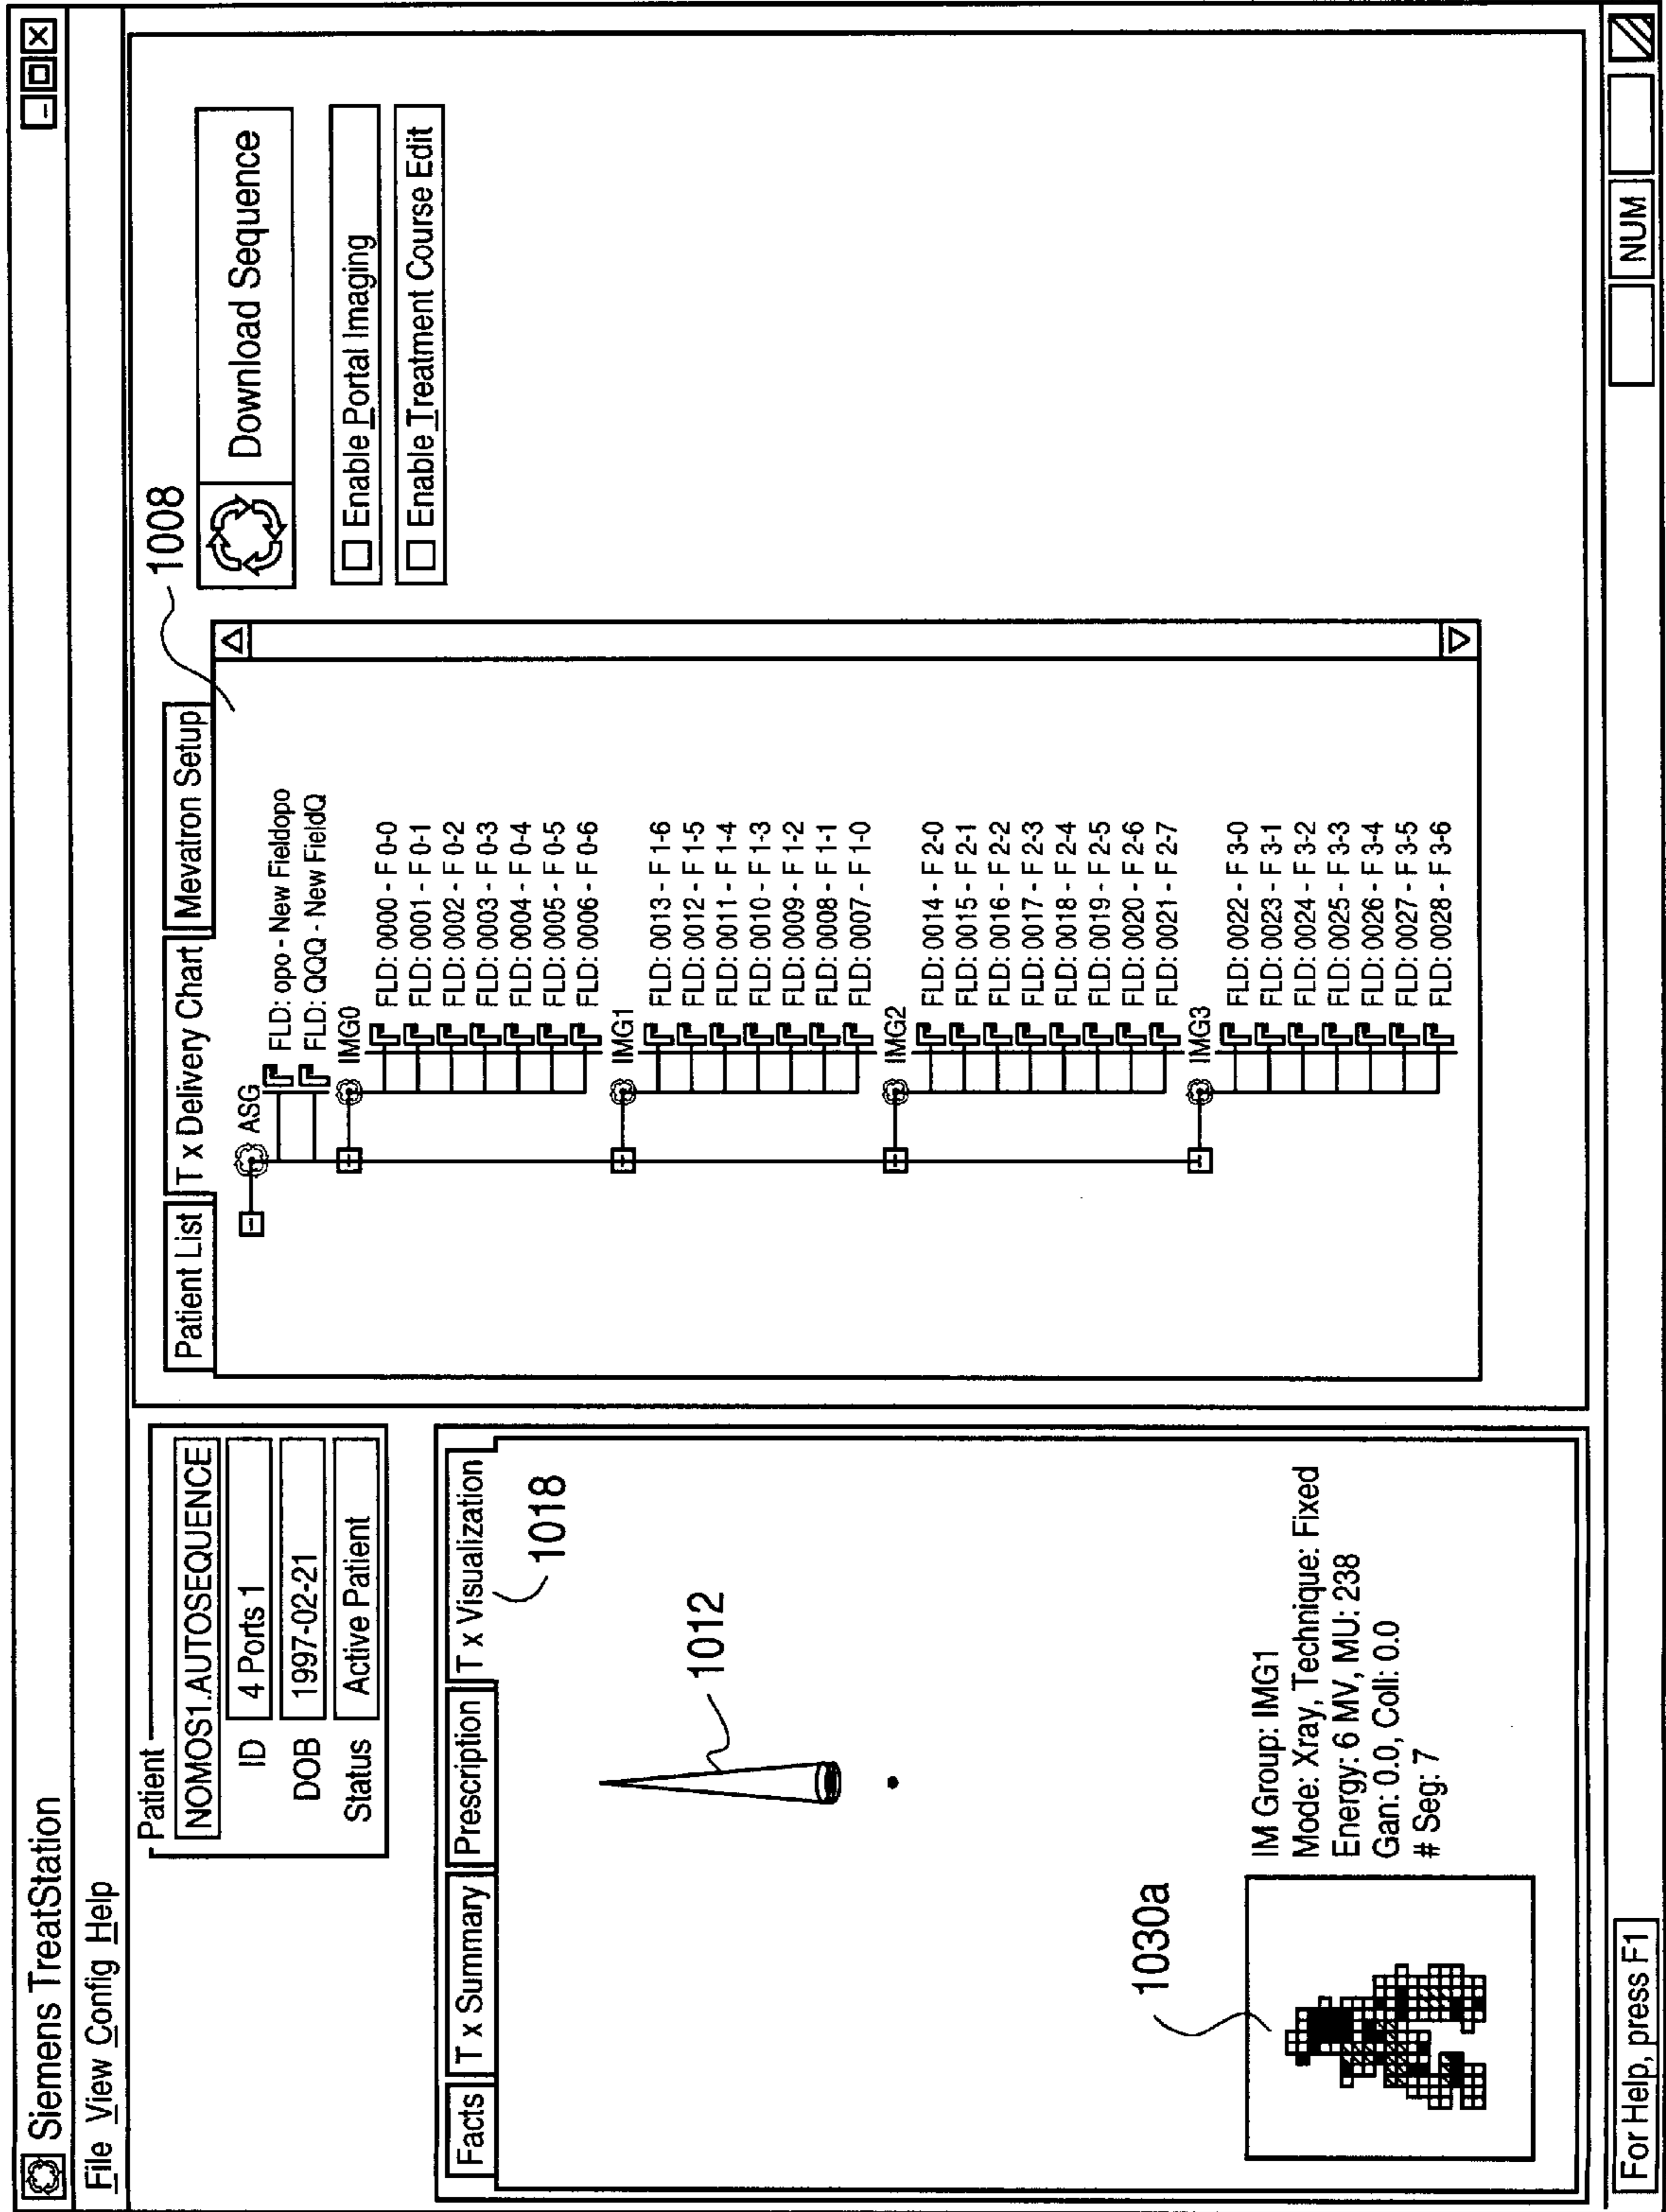 Siemens TreatStation
File View Config Help
Patient
NOMOS1.AUTOSEQUENCE
ID 4 Ports 1
DOB 1997-02-21
Status Active Patient
Facts T x Summary Prescription T x Visualization
1018
1012
1030a
IM Group: IMG1
Mode: Xray, Technique: Fixed
Energy: 6 MV, MU: 238
Gan: 0.0, Colli: 0.0
# Seg: 7
Patient List T x Delivery Chart Mevatron Setup
1008
ASG
FLD: opo - New Fieldopo
FLD: QQQ - New FieldQ
IMG0
FLD: 0000 - F 0-0
FLD: 0001 - F 0-1
FLD: 0002 - F 0-2
FLD: 0003 - F 0-3
FLD: 0004 - F 0-4
FLD: 0005 - F 0-5
FLD: 0006 - F 0-6
IMG1
FLD: 0013 - F 1-6
FLD: 0012 - F 1-5
FLD: 0011 - F 1-4
FLD: 0010 - F 1-3
FLD: 0009 - F 1-2
FLD: 0008 - F 1-1
FLD: 0007 - F 1-0
IMG2
FLD: 0014 - F 2-0
FLD: 0015 - F 2-1
FLD: 0016 - F 2-2
FLD: 0017 - F 2-3
FLD: 0018 - F 2-4
FLD: 0019 - F 2-5
FLD: 0020 - F 2-6
FLD: 0021 - F 2-7
IMG3
FLD: 0022 - F 3-0
FLD: 0023 - F 3-1
FLD: 0024 - F 3-2
FLD: 0025 - F 3-3
FLD: 0026 - F 3-4
FLD: 0027 - F 3-5
FLD: 0028 - F 3-6
Download Sequence
Enable Portal Imaging
Enable Treatment Course Edit
For Help, press F1
NUM